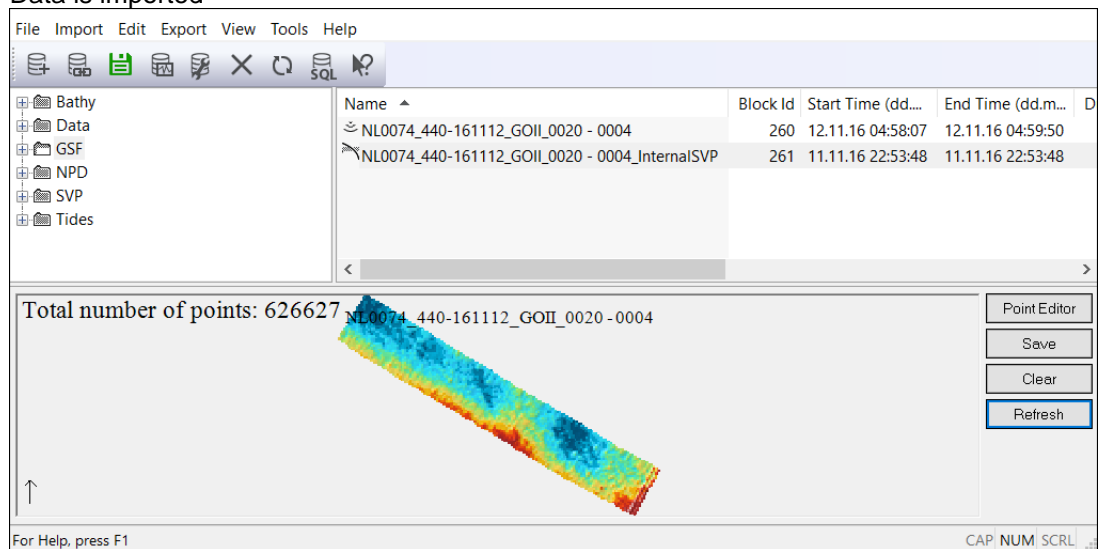 Data is imported
File Import Edit Export View Tools Help
SQL
Bathy
Data
GSF
NPD
SVP
Tides
Name Block Id Start Time (dd.... End Time (dd.m... D
NL0074_440-161112_GOII_0020 - 0004 260 12.11.16 04:58:07 12.11.16 04:59:50
NL0074_440-161112_GOII_0020 - 0004_InternalSVP 261 11.11.16 22:53:48 11.11.16 22:53:48
Total number of points: 626627
NL0074_440-161112_GOII_0020 - 0004
Point Editor
Save
Clear
Refresh
For Help, press F1 CAP NUM SCRL